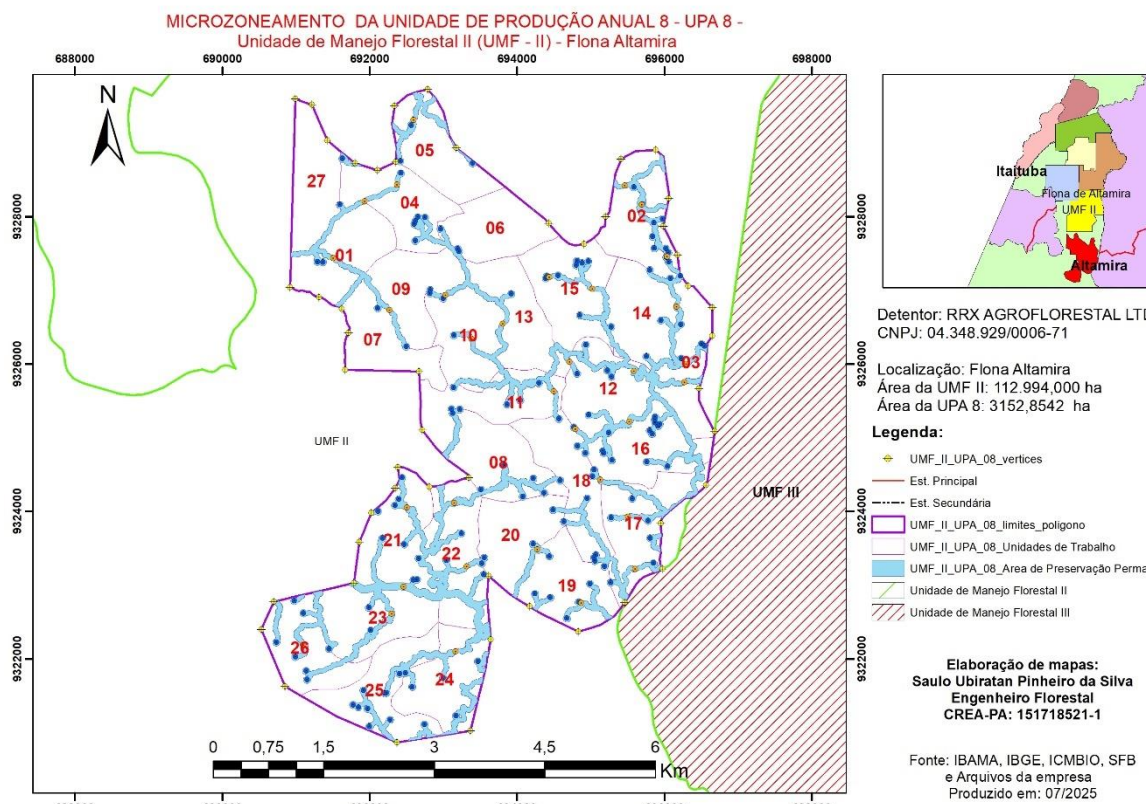 MICROZONEAMENTO DA UNIDADE DE PRODUÇÃO ANUAL 8 - UPA 8 -
Unidade de Manejo Florestal II (UMF - II) - Flona Altamira
688000 690000 692000 694000 696000 698000
N
9328000
9326000
9324000
9322000
9328000
9326000
9324000
9322000
05
27
04
02
06
01
09
15
14
13
07
10
03
12
11
16
08
18
17
20
21
22
19
23
26
24
25
UMF II
UMF III
0 0,75 1,5 3 4,5 6
Km
Itaituba
Flona de Altamira
UMF II
Altamira
Detentor: RRX AGROFLORESTAL LTD
CNPJ: 04.348.929/0006-71
Localização: Flona Altamira
Área da UMF II: 112.994,000 ha
Área da UPA 8: 3152,8542 ha
Legenda:
UMF_II_UPA_08_vertices
Est. Principal
Est. Secundária
UMF_II_UPA_08_limites_poligono
UMF_II_UPA_08_Unidades de Trabalho
UMF_II_UPA_08_Area de Preservação Perma
Unidade de Manejo Florestal II
Unidade de Manejo Florestal III
Elaboração de mapas:
Saulo Ubiratan Pinheiro da Silva
Engenheiro Florestal
CREA-PA: 151718521-1
Fonte: IBAMA, IBGE, ICMBIO, SFB
e Arquivos da empresa
Produzido em: 07/2025